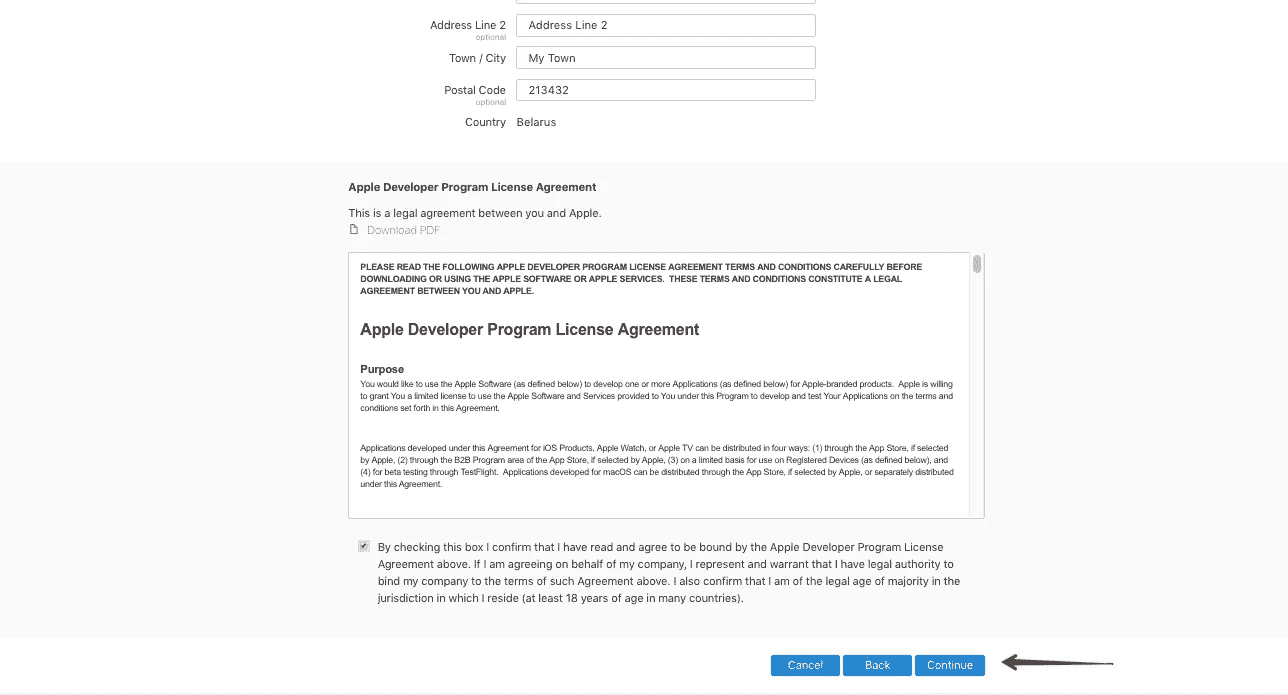 Address Line 2
optional
Address Line 2
Town / City
My Town
Postal Code
optional
213432
Country
Belarus
Apple Developer Program License Agreement
This is a legal agreement between you and Apple.
Download PDF
PLEASE READ THE FOLLOWING APPLE DEVELOPER PROGRAM LICENSE AGREEMENT TERMS AND CONDITIONS CAREFULLY BEFORE
DOWNLOADING OR USING THE APPLE SOFTWARE OR APPLE SERVICES. THESE TERMS AND CONDITIONS CONSTITUTE A LEGAL
AGREEMENT BETWEEN YOU AND APPLE.
Apple Developer Program License Agreement
Purpose
You would like to use the Apple Software (as defined below) to develop one or more Applications (as defined below) for Apple-branded products. Apple is willing
to grant You a limited license to use the Apple Software and Services provided to You under this Program to develop and test Your Applications on the terms and
conditions set forth in this Agreement.
Applications developed under this Agreement for iOS Products, Apple Watch, or Apple TV can be distributed in four ways: (1) through the App Store, if selected
by Apple, (2) through the B2B Program area of the App Store, if selected by Apple, (3) on a limited basis for use on Registered Devices (as defined below), and
(4) for beta testing through TestFlight. Applications developed for macOS can be distributed through the App Store, if selected by Apple, or separately distributed
under this Agreement.
By checking this box I confirm that I have read and agree to be bound by the Apple Developer Program License
Agreement above. If I am agreeing on behalf of my company, I represent and warrant that I have legal authority to
bind my company to the terms of such Agreement above. I also confirm that I am of the legal age of majority in the
jurisdiction in which I reside (at least 18 years of age in many countries).
Cancel
Back
Continue